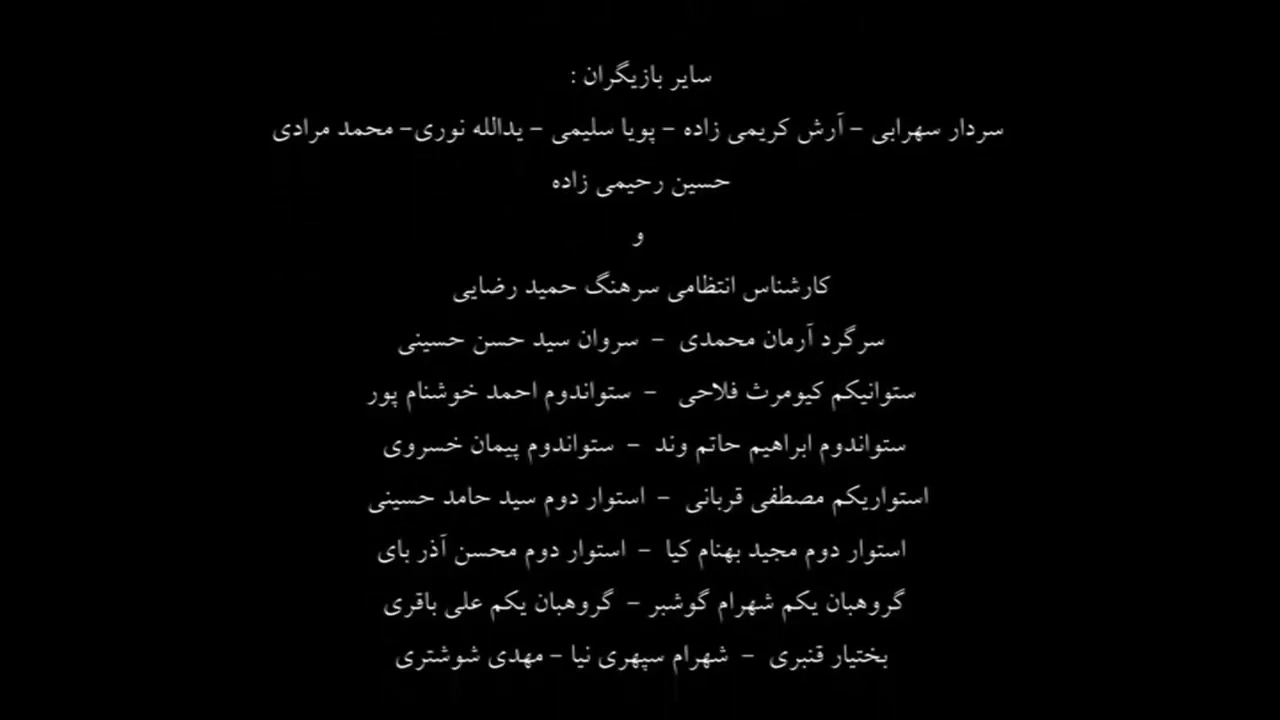 سایر بازیگران :
سردار سهرابی – آرش کریمی زاده – پویا سلیمی – یدالله نوری– محمد مرادی
حسین رحیمی زاده
و
کارشناس انتظامی سرهنگ حمید رضایی
سرگرد آرمان محمدی – سروان سید حسن حسینی
ستوانیکم کیومرث فلاحی – ستواندوم احمد خوشنام پور
ستواندوم ابراهیم حاتم وند – ستواندوم پیمان خسروی
استواریکم مصطفی قربانی – استوار دوم سید حامد حسینی
استوار دوم مجید بهنام کیا – استوار دوم محسن آذر بای
گروهبان یکم شهرام گوشبر – گروهبان یکم علی باقری
بختیار قنبری – شهرام سپهری نیا – مهدی شوشتری